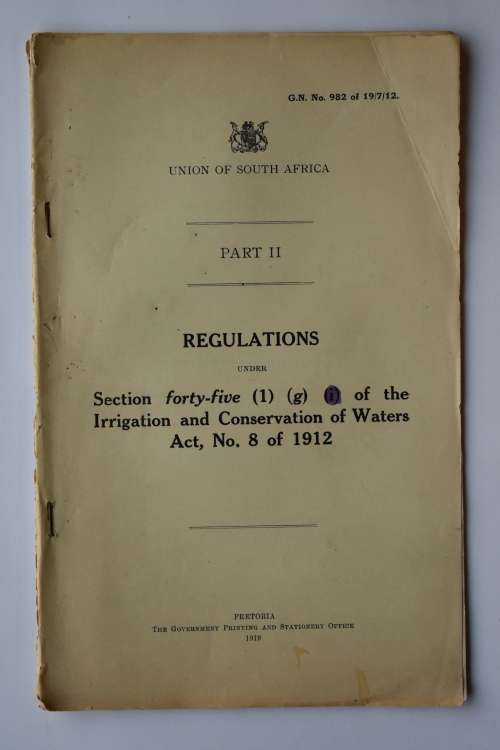 G.N. No. 982 of 19/7/12.
UNION OF SOUTH AFRICA
PART II
REGULATIONS
UNDER
Section forty-five (1) (g) (i) of the
Irrigation and Conservation of Waters
Act, No. 8 of 1912
PRETORIA
THE GOVERNMENT PRINTING AND STATIONERY OFFICE